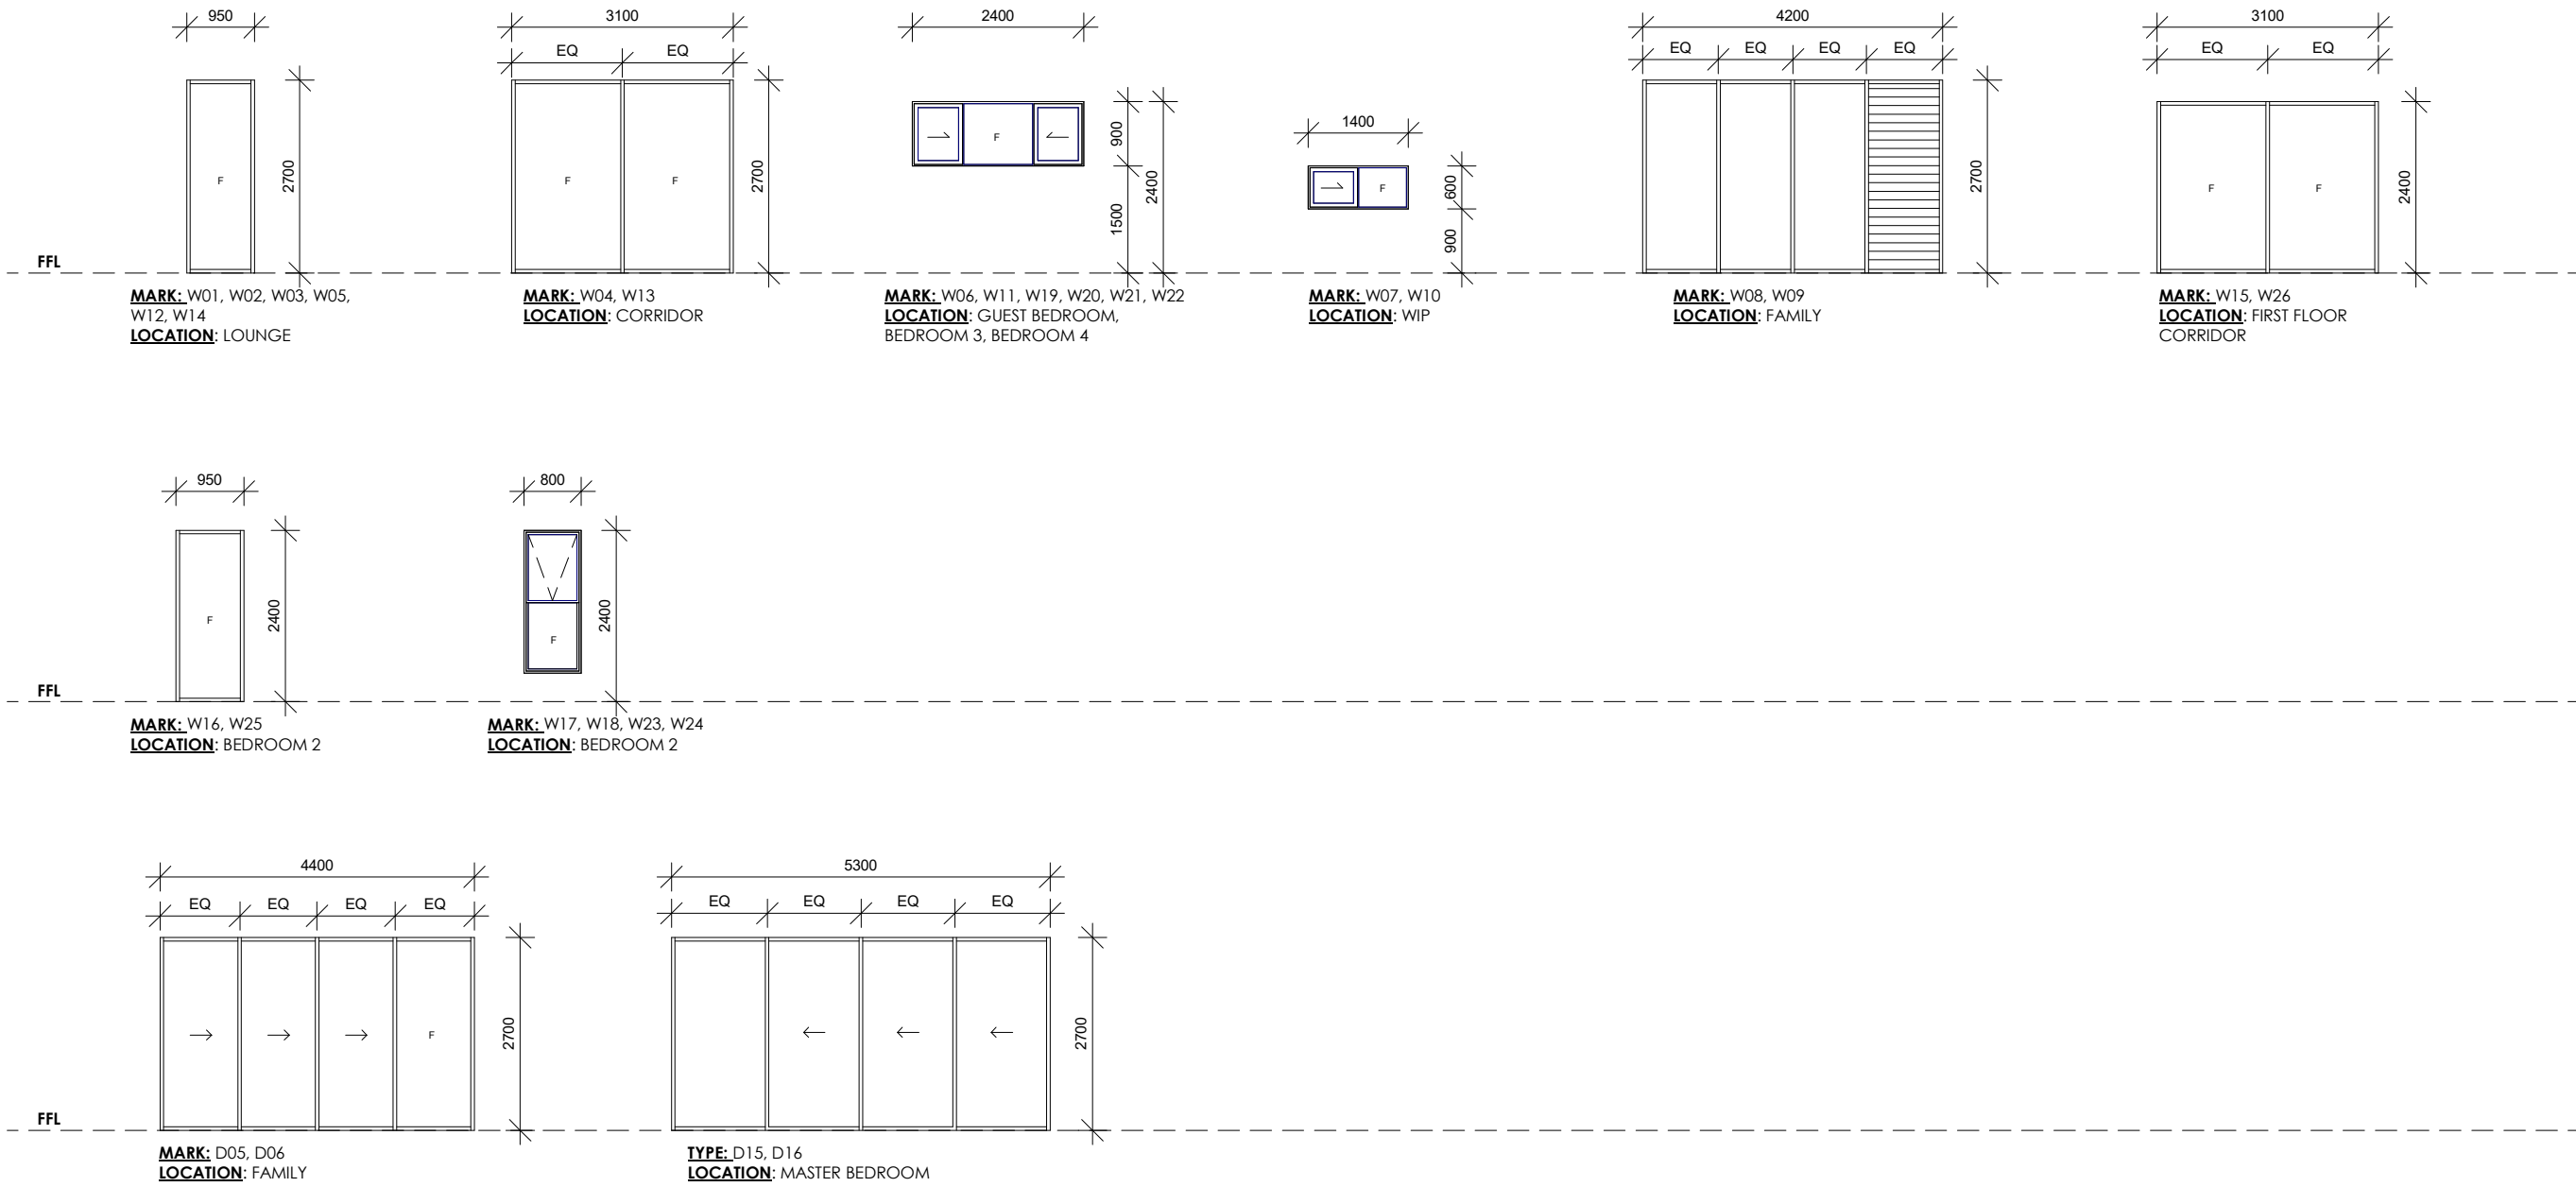 950
3100
2400
4200
3100
EQ EQ
EQ EQ EQ EQ
EQ EQ
1400
F
2700
F F
2700
F
900
1500
2400
F
600
900
2700
F F
2400
FFL
MARK: W01, W02, W03, W05,
W12, W14
LOCATION: LOUNGE
MARK: W04, W13
LOCATION: CORRIDOR
MARK: W06, W11, W19, W20, W21, W22
LOCATION: GUEST BEDROOM,
BEDROOM 3, BEDROOM 4
MARK: W07, W10
LOCATION: WIP
MARK: W08, W09
LOCATION: FAMILY
MARK: W15, W26
LOCATION: FIRST FLOOR
CORRIDOR
950
800
F
2400
F
2400
FFL
MARK: W16, W25
LOCATION: BEDROOM 2
MARK: W17, W18, W23, W24
LOCATION: BEDROOM 2
4400
5300
EQ EQ EQ EQ
EQ EQ EQ EQ
F
2700
2700
FFL
MARK: D05, D06
LOCATION: FAMILY
TYPE: D15, D16
LOCATION: MASTER BEDROOM